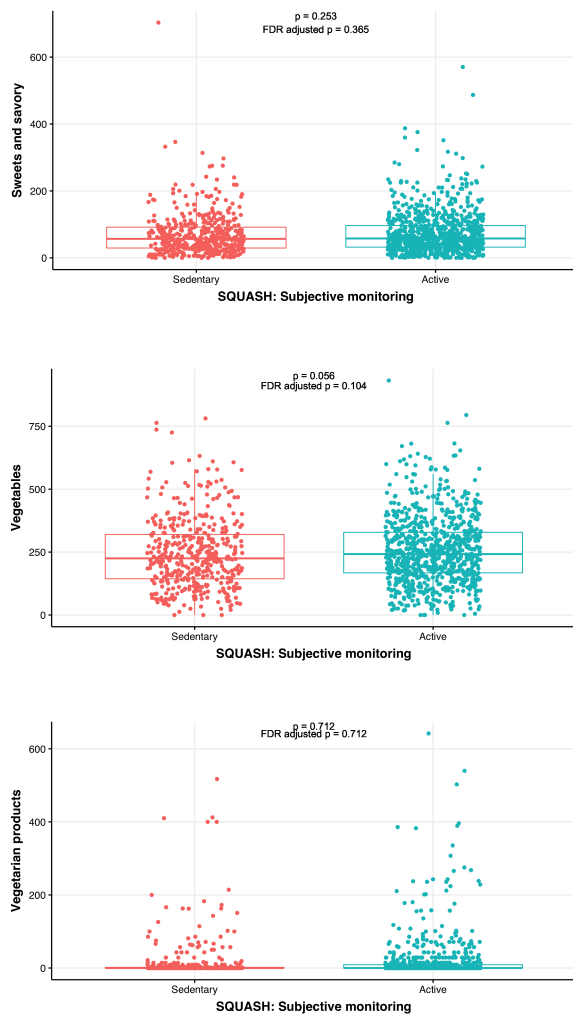 p = 0.253
FDR adjusted p = 0.365
600
400
200
0
Sweets and savory
Sedentary
Active
SQUASH: Subjective monitoring
p = 0.056
FDR adjusted p = 0.104
750
500
250
0
Vegetables
Sedentary
Active
SQUASH: Subjective monitoring
p = 0.712
FDR adjusted p = 0.712
600
400
200
0
Vegetarian products
Sedentary
Active
SQUASH: Subjective monitoring